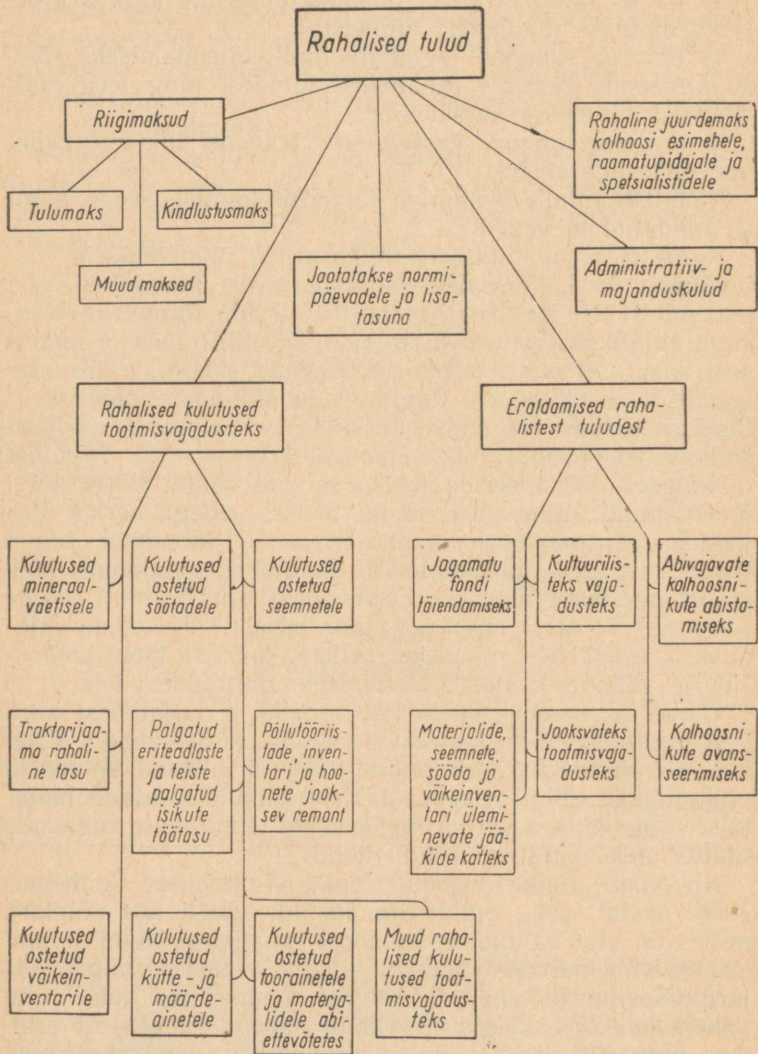 Rahalised tulud
Riigimaksud
Rahaline juurdemaks
kolhoosi esimehele,
raamatupidajale ja
spetsialistidele
Tulumaks
Kindlustusmaks
Muud maksed
Jaotatakse normi-
päevadele ja lisa-
tasuna
Administratiiv- ja
majanduskulud
Rahalised kulutused
tootmisvajadusteks
Eraldamised raha-
listest tuludest
Kulutused
mineraal-
väetisele
Kulutused
ostetud
söötadele
Kulutused
ostetud
seemnetele
Jagamatu
fondi
täiendamiseks
Kultuurilis-
teks vaja-
dusteks
Abivajavate
kolhoosni-
kute abista-
miseks
Traktorijaa-
ma rahali-
ne tasu
Palgatud
eriteadlaste
ja teiste
palgatud
isikute
töötasu
Põllutööriis-
tade, inven-
tari ja hoo-
nete jook-
sev remont
Materjalide,
seemnete,
sööda ja
väikeinven-
tari ülemi-
nevate jää-
kide katteks
Jooksvateks
tootmisvaja-
dusteks
Kolhoosni-
kute avans-
seerimiseks
Kulutused
ostetud
väikein-
ventarile
Kulutused
ostetud
kütte- ja
määrde-
ainetele
Kulutused
ostetud
toorainetele
ja materja-
lidele abi-
ettevõtetes
Muud raha-
lised kulu-
tused toot-
misvajadus-
teks